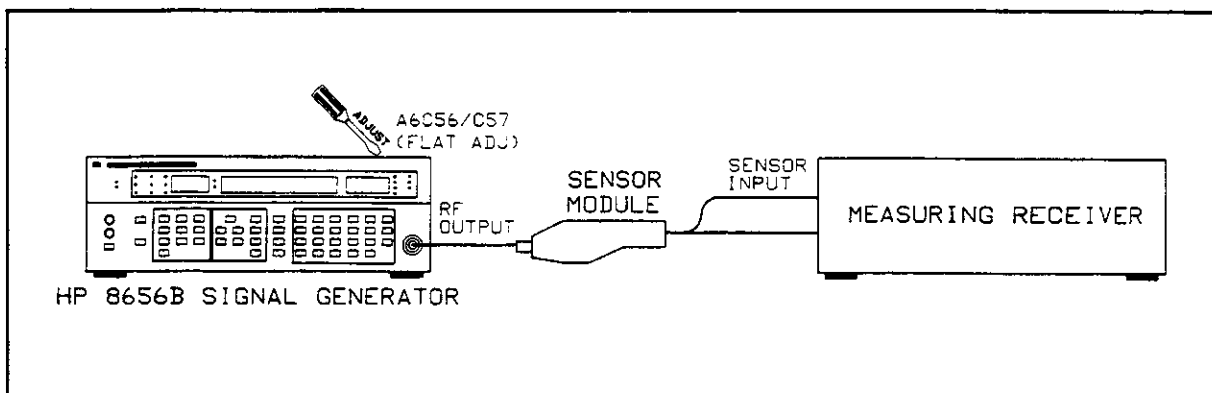 ADJUST
A6C56/C57
(FLAT ADJ)
RF
OUTPUT
SENSOR
MODULE
SENSOR
INPUT
MEASURING RECEIVER
HP 8656B SIGNAL GENERATOR